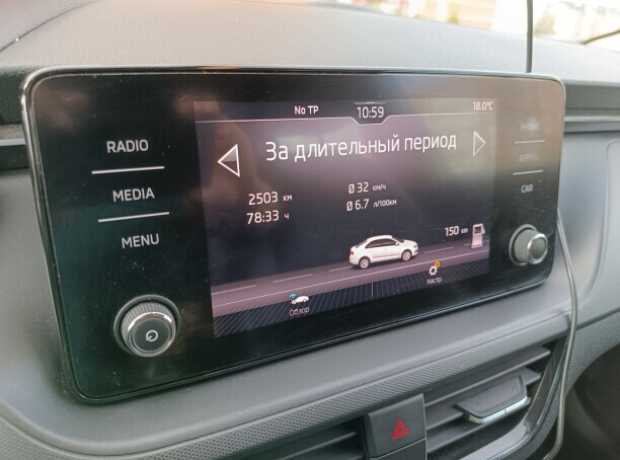 No TP 10:59 18.0°C
RADIO
За длительный период
MEDIA
2503 км Ø 32 км/ч
78:33 ч Ø 6.7 л/100км
MENU
CAR
150 км
Обзор